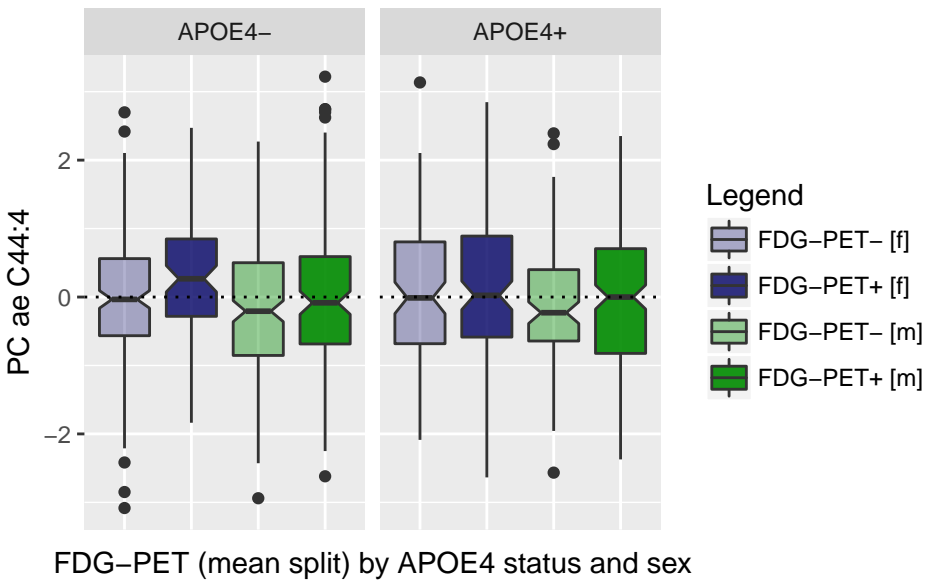 APOE4− APOE4+
PC ae C44:4
2
0
−2
Legend
FDG−PET− [f]
FDG−PET+ [f]
FDG−PET− [m]
FDG−PET+ [m]
FDG−PET (mean split) by APOE4 status and sex